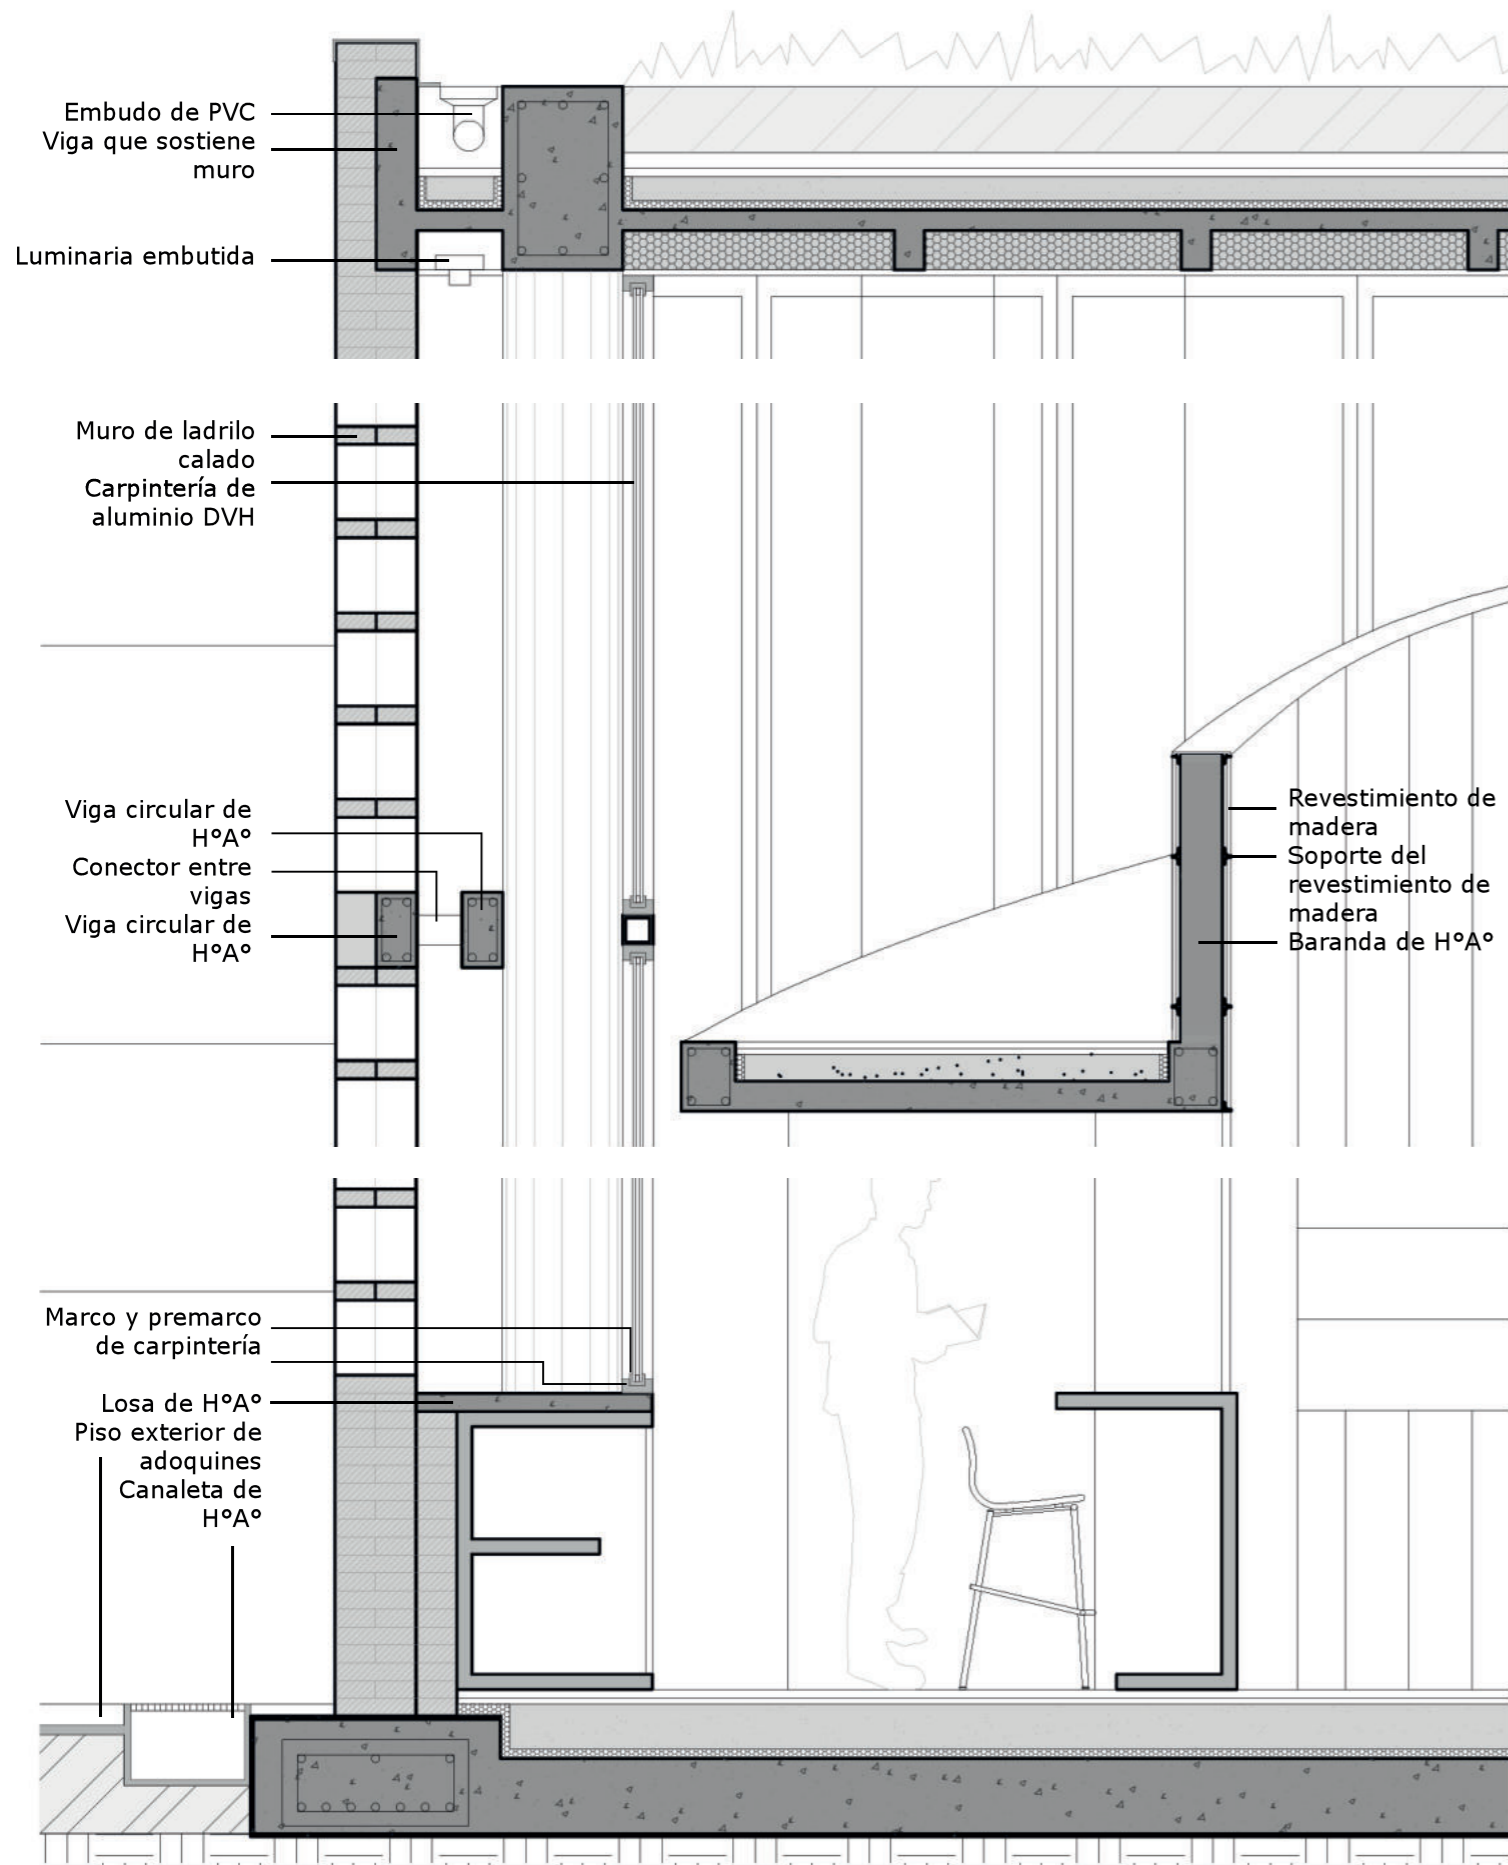 Embudo de PVC
Viga que sostiene
muro
Luminaria embutida
Muro de ladrilo
calado
Carpintería de
aluminio DVH
Viga circular de
H°A°
Conector entre
vigas
Viga circular de
H°A°
Revestimiento de
madera
Soporte del
revestimiento de
madera
Baranda de H°A°
Marco y premarco
de carpintería
Losa de H°A°
Piso exterior de
adoquines
Canaleta de
H°A°